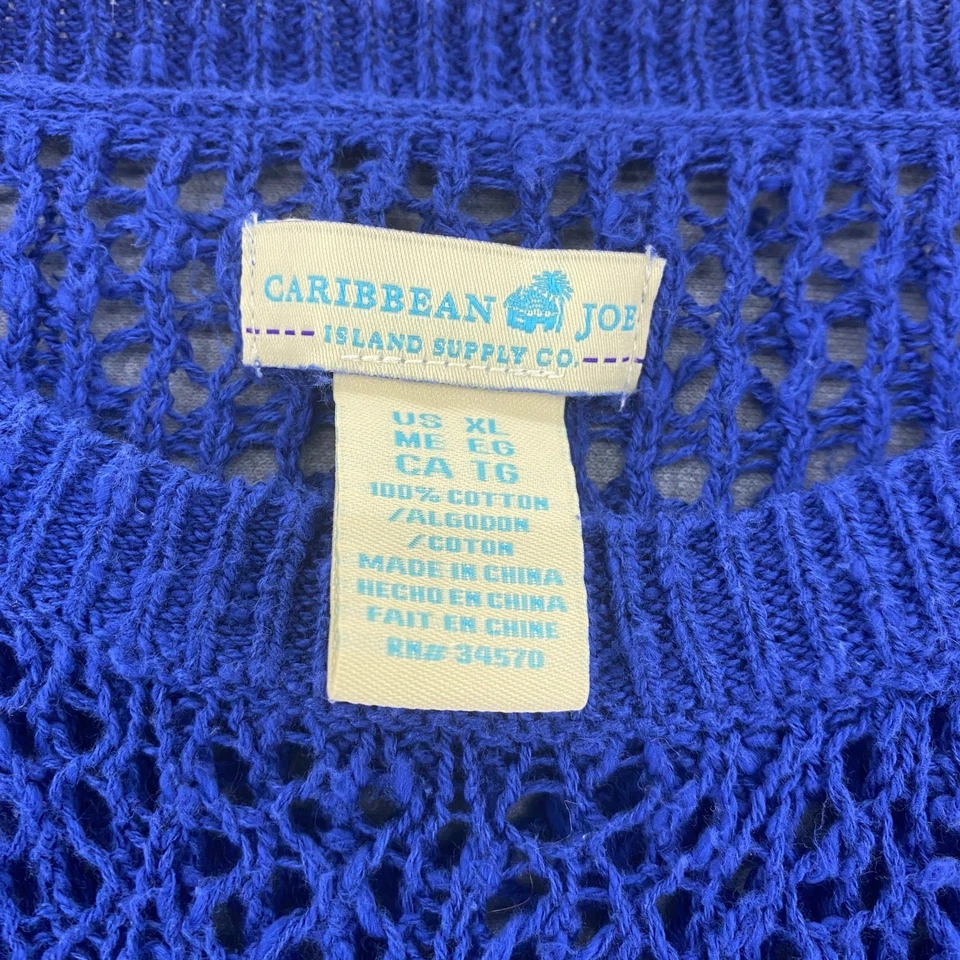 CARIBBEAN JOE
ISLAND SUPPLY CO.
US XL
ME EG
CA TG
100% COTTON
/ALGODON
/COTON
MADE IN CHINA
HECHO EN CHINA
FAIT EN CHINE
RN# 34570